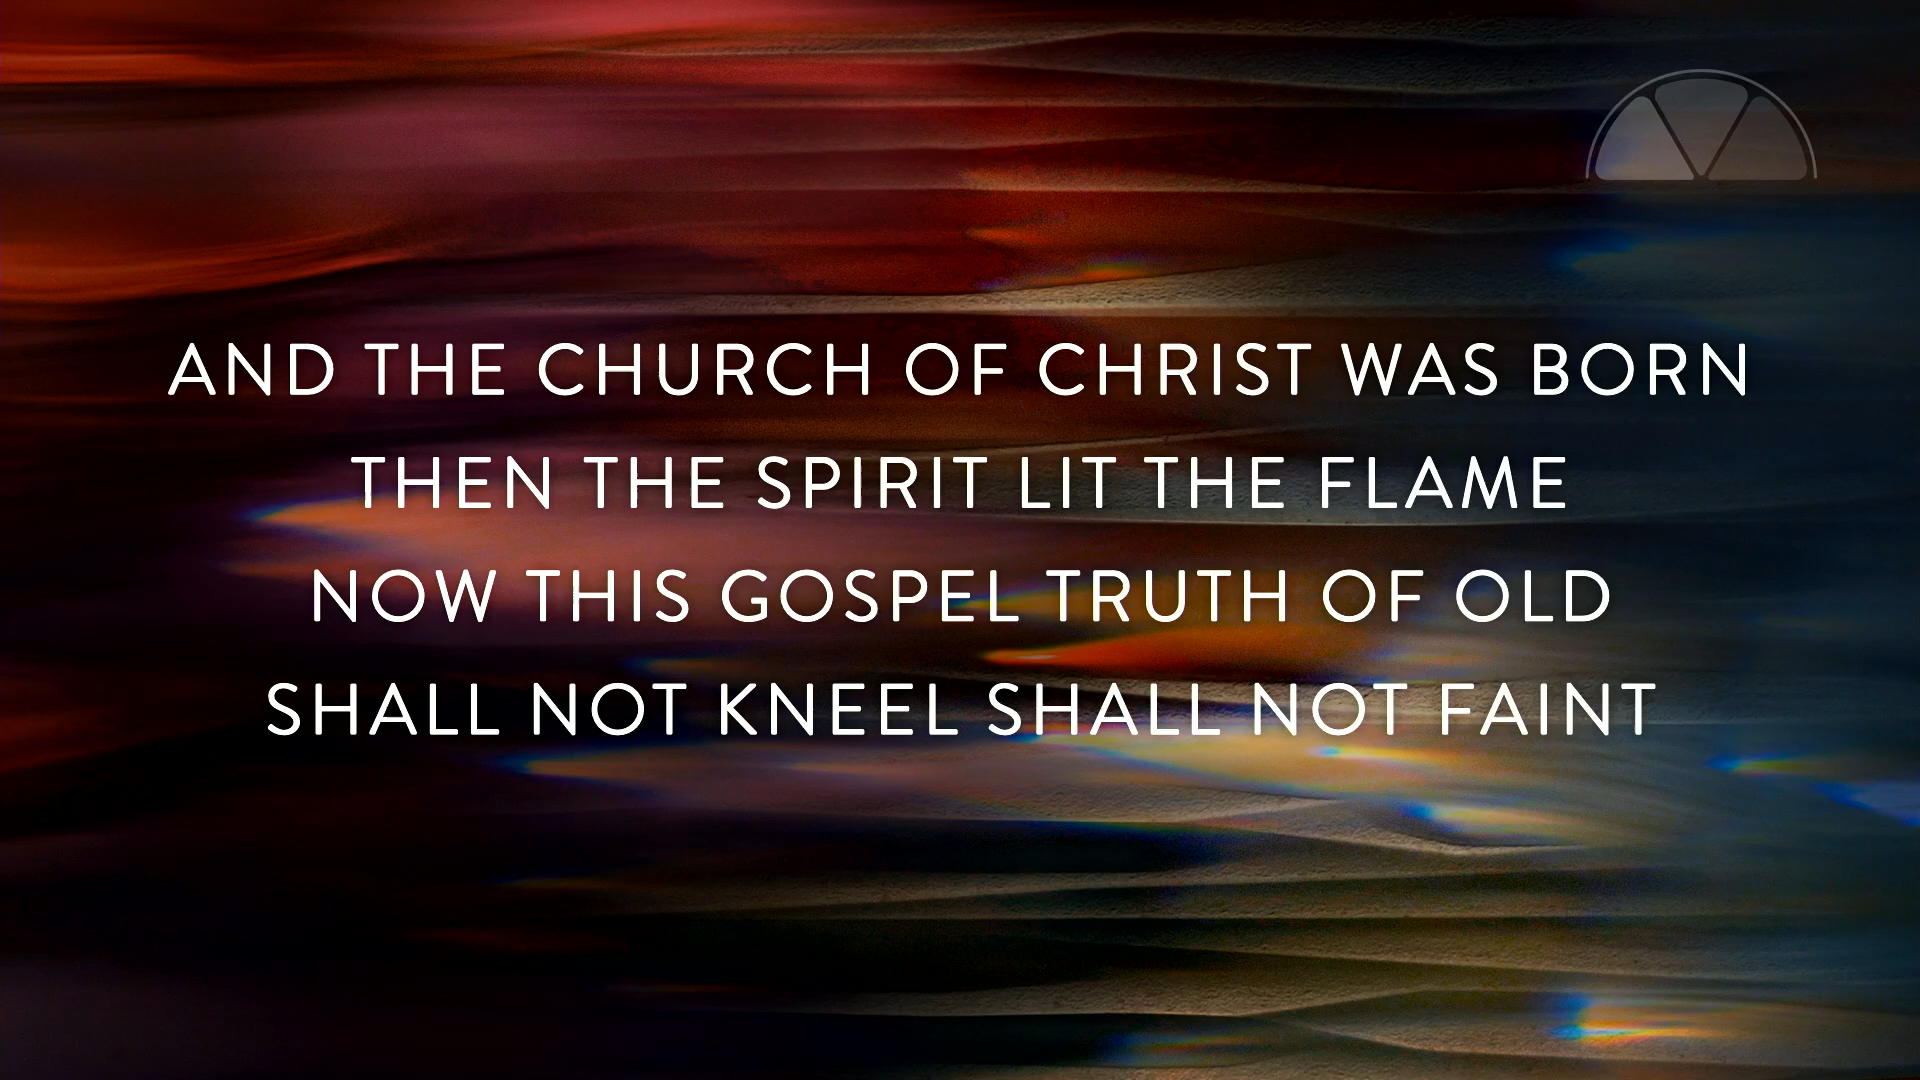 AND THE CHURCH OF CHRIST WAS BORN
THEN THE SPIRIT LIT THE FLAME
NOW THIS GOSPEL TRUTH OF OLD
SHALL NOT KNEEL SHALL NOT FAINT